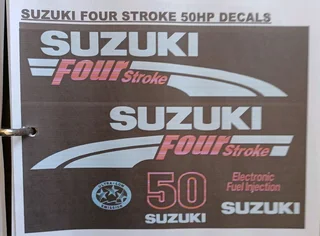 SUZUKI FOUR STROKE 50HP DECALS
SUZUKI
Four Stroke
SUZUKI
Four Stroke
50
SUZUKI
Electronic
Fuel Injection
SUZUKI